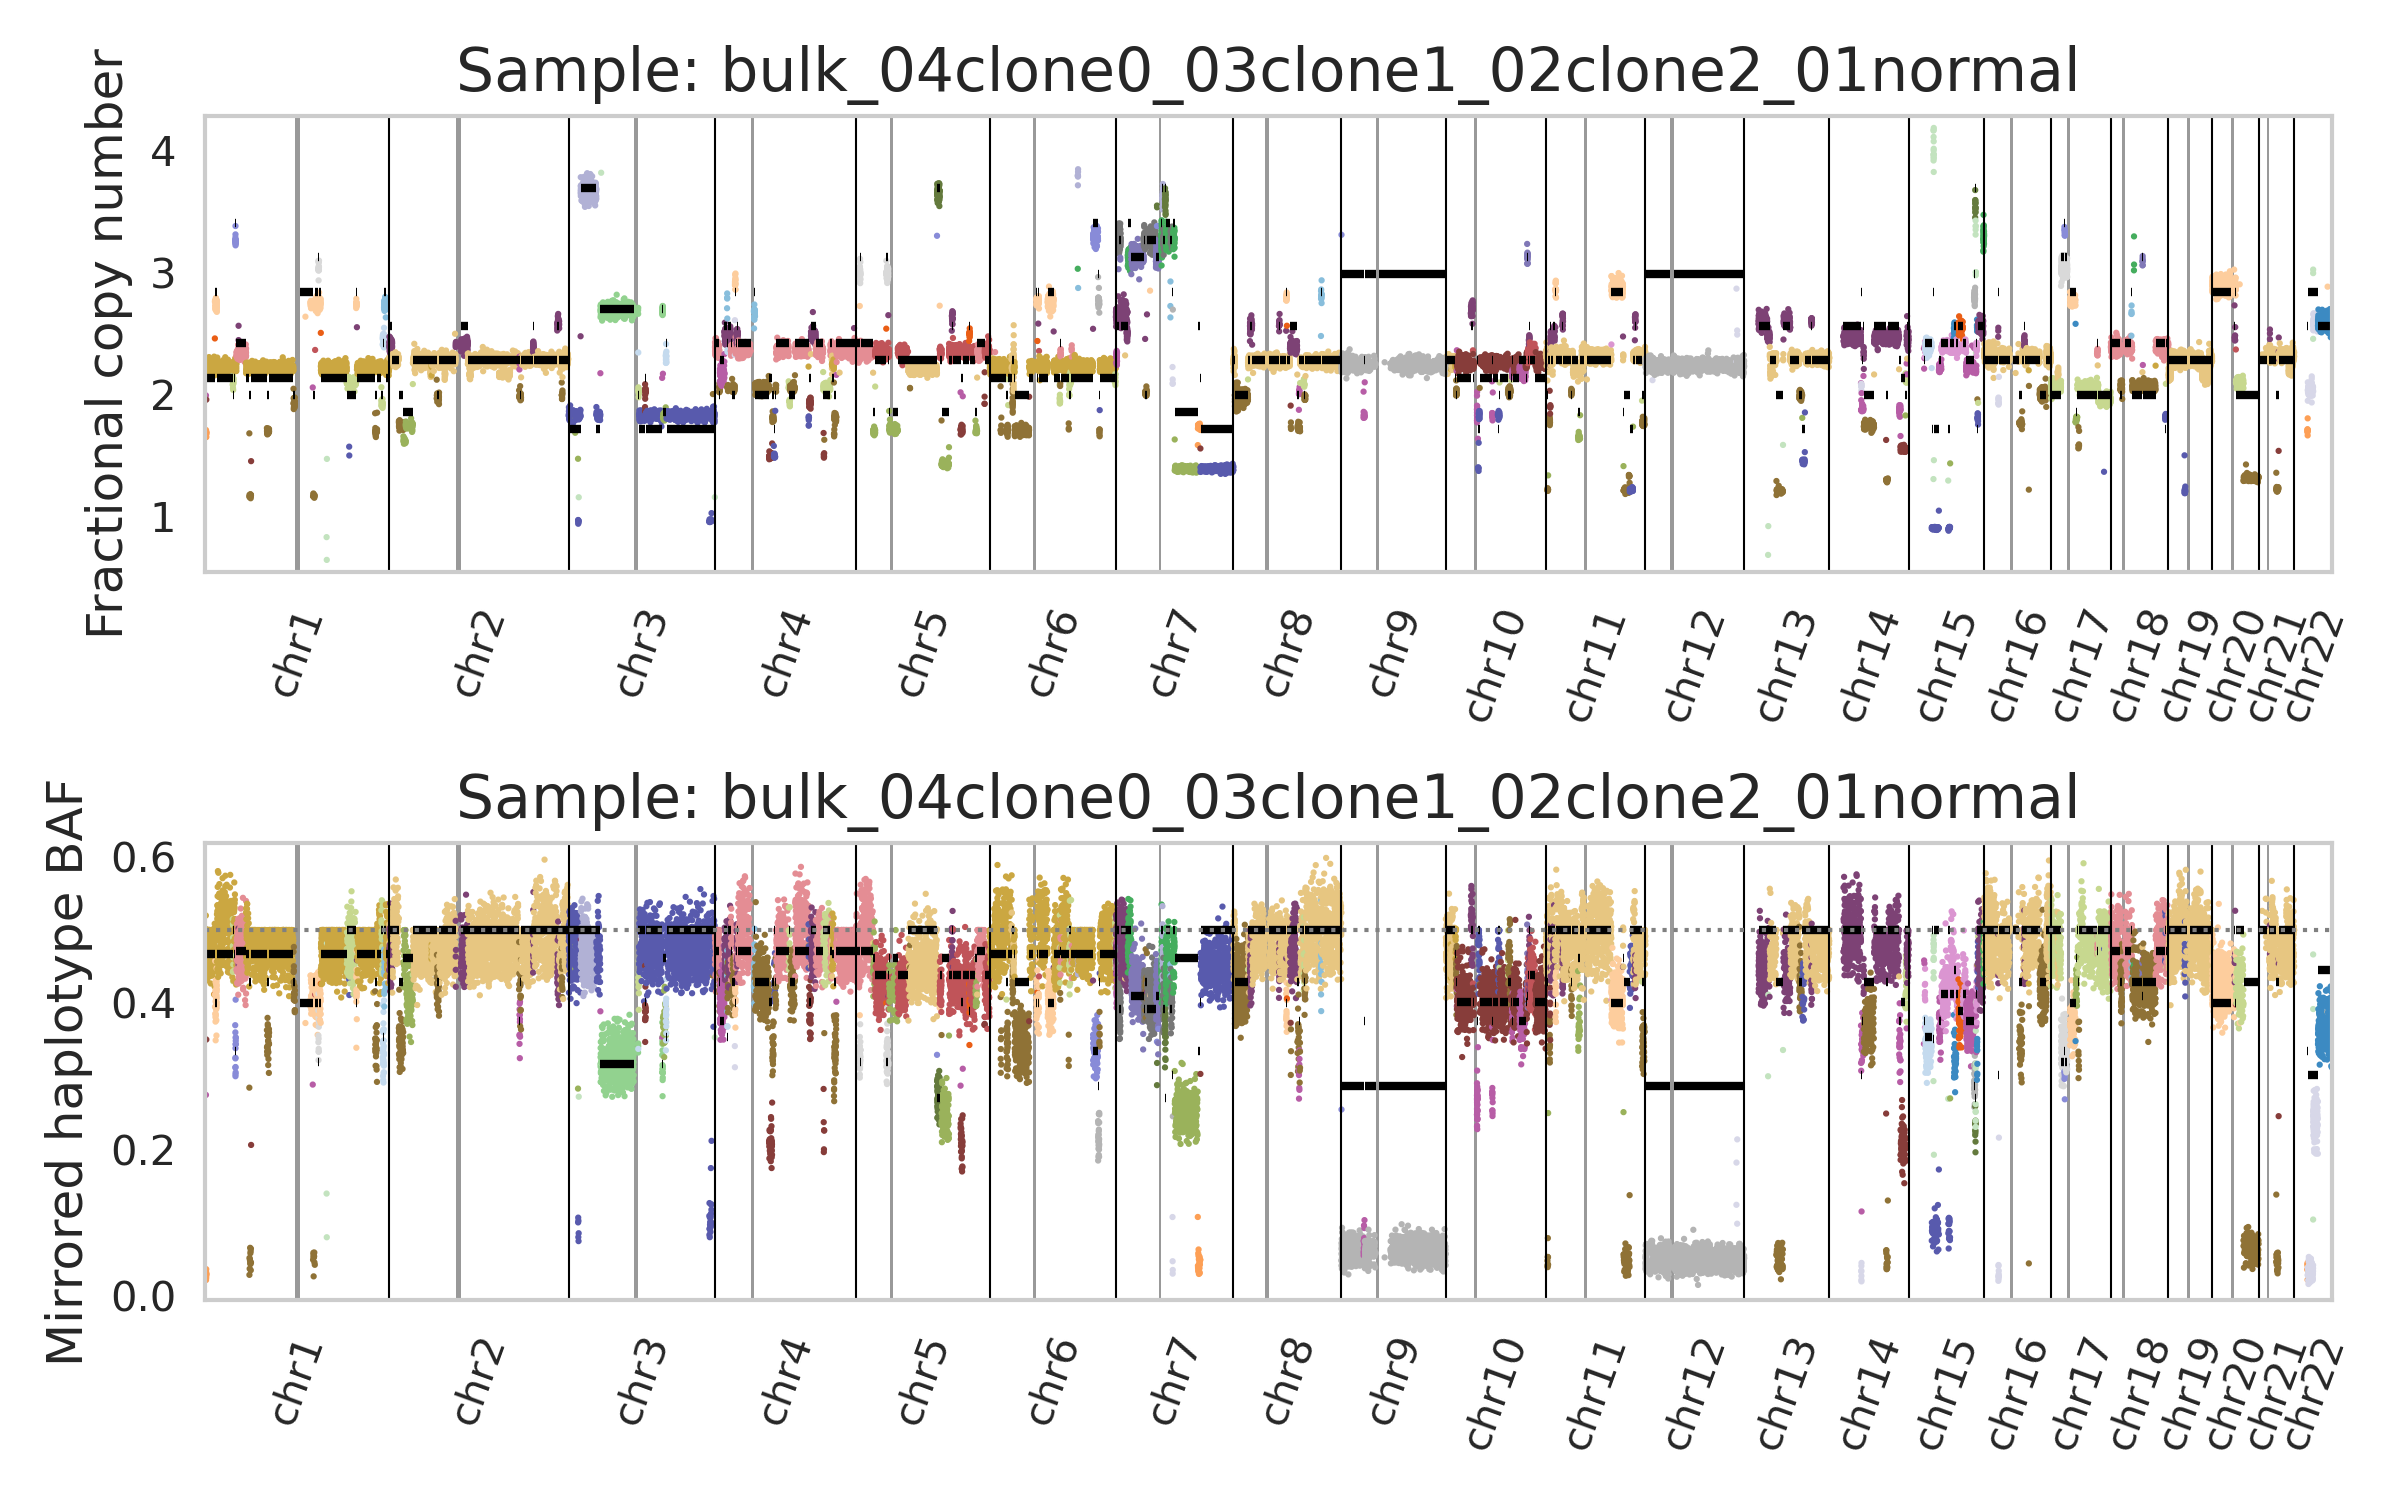 Sample: bulk_04clone0_03clone1_02clone2_01normal
Fractional copy number
4
3
2
1
chr1 chr2 chr3 chr4 chr5 chr6 chr7 chr8 chr9 chr10 chr11 chr12 chr13 chr14 chr15 chr16 chr17 chr18 chr19 chr20 chr21 chr22
Sample: bulk_04clone0_03clone1_02clone2_01normal
Mirrored haplotype BAF
0.6
0.4
0.2
0.0
chr1 chr2 chr3 chr4 chr5 chr6 chr7 chr8 chr9 chr10 chr11 chr12 chr13 chr14 chr15 chr16 chr17 chr18 chr19 chr20 chr21 chr22